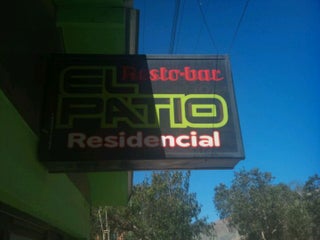 Resto-bar
EL PATIO
Residencial